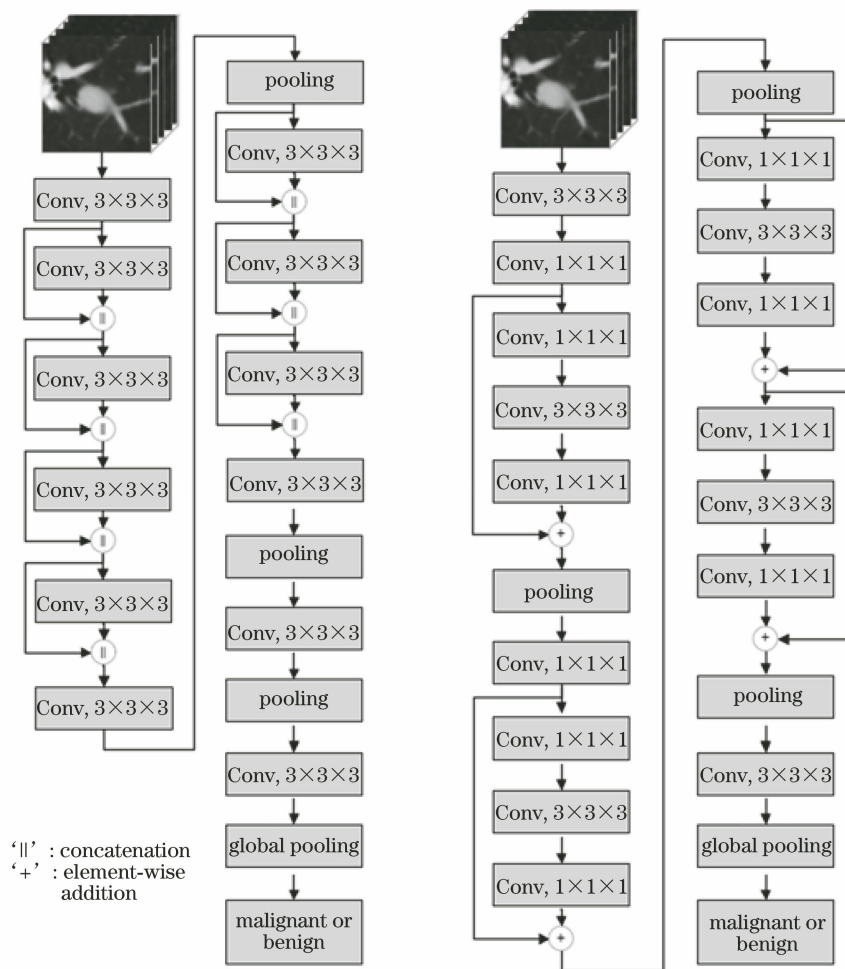 Conv, 3×3×3
Conv, 3×3×3
||
Conv, 3×3×3
||
Conv, 3×3×3
||
Conv, 3×3×3
||
Conv, 3×3×3
pooling
Conv, 3×3×3
||
Conv, 3×3×3
||
Conv, 3×3×3
||
Conv, 3×3×3
pooling
Conv, 3×3×3
pooling
Conv, 3×3×3
global pooling
malignant or
benign
'||' : concatenation
'+' : element-wise
addition
Conv, 3×3×3
Conv, 1×1×1
Conv, 1×1×1
Conv, 3×3×3
Conv, 1×1×1
+
pooling
Conv, 1×1×1
Conv, 1×1×1
Conv, 3×3×3
Conv, 1×1×1
+
pooling
Conv, 1×1×1
Conv, 3×3×3
Conv, 1×1×1
+
Conv, 1×1×1
Conv, 3×3×3
Conv, 1×1×1
+
pooling
Conv, 3×3×3
global pooling
malignant or
benign